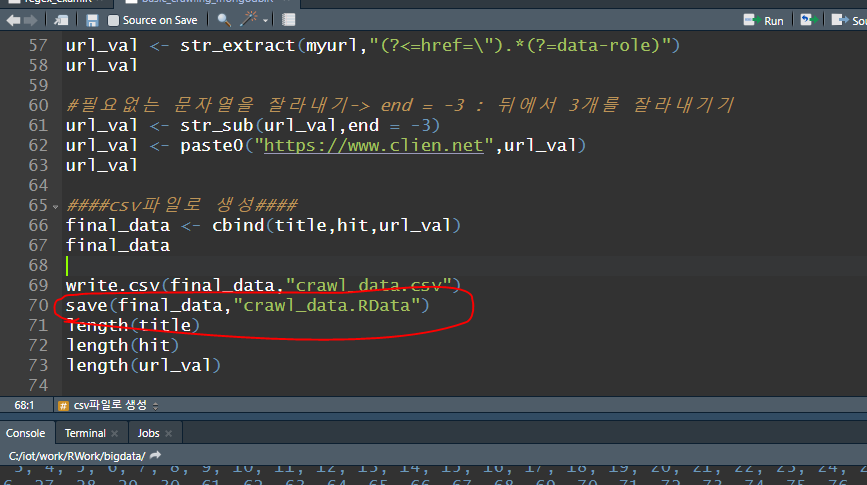 Source on Save
Run
57 url_val <- str_extract(myurl,"(?<=href=\").*(?=data-role)")
58 url_val
59
60 #필요없는 문자열을 잘라내기-> end = -3 : 뒤에서 3개를 잘라내기기
61 url_val <- str_sub(url_val,end = -3)
62 url_val <- paste0("https://www.clien.net",url_val)
63 url_val
64
65 ####csv파일로 생성####
66 final_data <- cbind(title,hit,url_val)
67 final_data
68
69 write.csv(final_data,"crawl_data.csv")
70 save(final_data,"crawl_data.RData")
71 length(title)
72 length(hit)
73 length(url_val)
74
68:1 # csv파일로 생성
Console Terminal Jobs
C:/iot/work/RWork/bigdata/